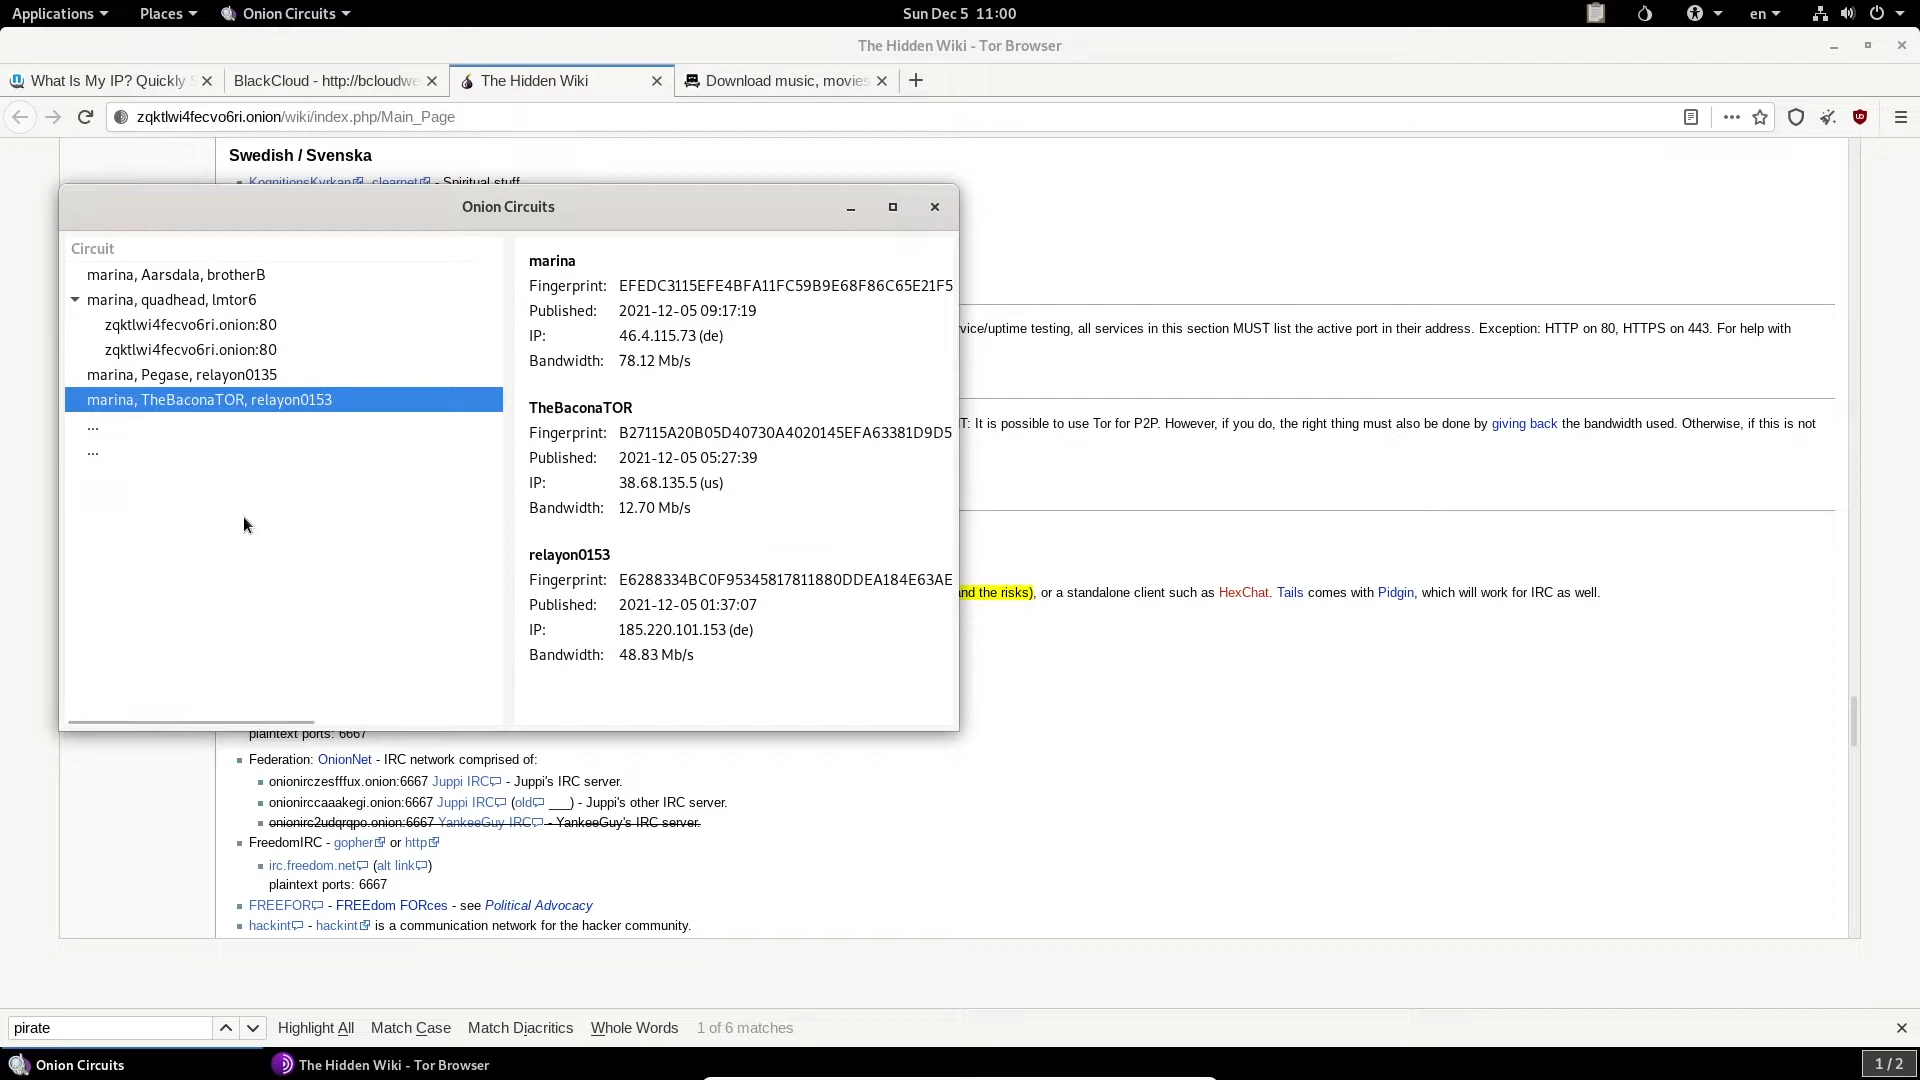 Applications Places Onion Circuits Sun Dec 5 11:00 en
The Hidden Wiki - Tor Browser
What Is My IP? Quickly BlackCloud - http://bcloudwe The Hidden Wiki Download music, movies
zqktlwi4fecvo6ri.onion/wiki/index.php/Main_Page
Swedish / Svenska
KognitionsKyrkan, clearnet - Spiritual stuff
Onion Circuits
Circuit
marina, Aarsdala, brotherB
marina, quadhead, lmtor6
zqktlwi4fecvo6ri.onion:80
zqktlwi4fecvo6ri.onion:80
marina, Pegase, relayon0135
marina, TheBaconaTOR, relayon0153
...
...
marina
Fingerprint: EFEDC3115EFE4BFA11FC59B9E68F86C65E21F5
Published: 2021-12-05 09:17:19
IP: 46.4.115.73 (de)
Bandwidth: 78.12 Mb/s
TheBaconaTOR
Fingerprint: B27115A20B05D40730A4020145EFA63381D9D5
Published: 2021-12-05 05:27:39
IP: 38.68.135.5 (us)
Bandwidth: 12.70 Mb/s
relayon0153
Fingerprint: E6288334BC0F95345817811880DDEA184E63AE
Published: 2021-12-05 01:37:07
IP: 185.220.101.153 (de)
Bandwidth: 48.83 Mb/s
vice/uptime testing, all services in this section MUST list the active port in their address. Exception: HTTP on 80, HTTPS on 443. For help with
T: It is possible to use Tor for P2P. However, if you do, the right thing must also be done by giving back the bandwidth used. Otherwise, if this is not
and the risks), or a standalone client such as HexChat. Tails comes with Pidgin, which will work for IRC as well.
plaintext ports: 6667
Federation: OnionNet - IRC network comprised of:
onionirczesfffux.onion:6667 Juppi IRC - Juppi's IRC server.
onionirccaaakegi.onion:6667 Juppi IRC (old ___) - Juppi's other IRC server.
onionirc2udqrqpo.onion:6667 YankeeGuy IRC - YankeeGuy's IRC server.
FreedomIRC - gopher or http
irc.freedom.net (alt link)
plaintext ports: 6667
FREEFOR - FREEdom FORces - see Political Advocacy
hackint - hackint is a communication network for the hacker community.
pirate Highlight All Match Case Match Diacritics Whole Words 1 of 6 matches
Onion Circuits The Hidden Wiki - Tor Browser 1 / 2